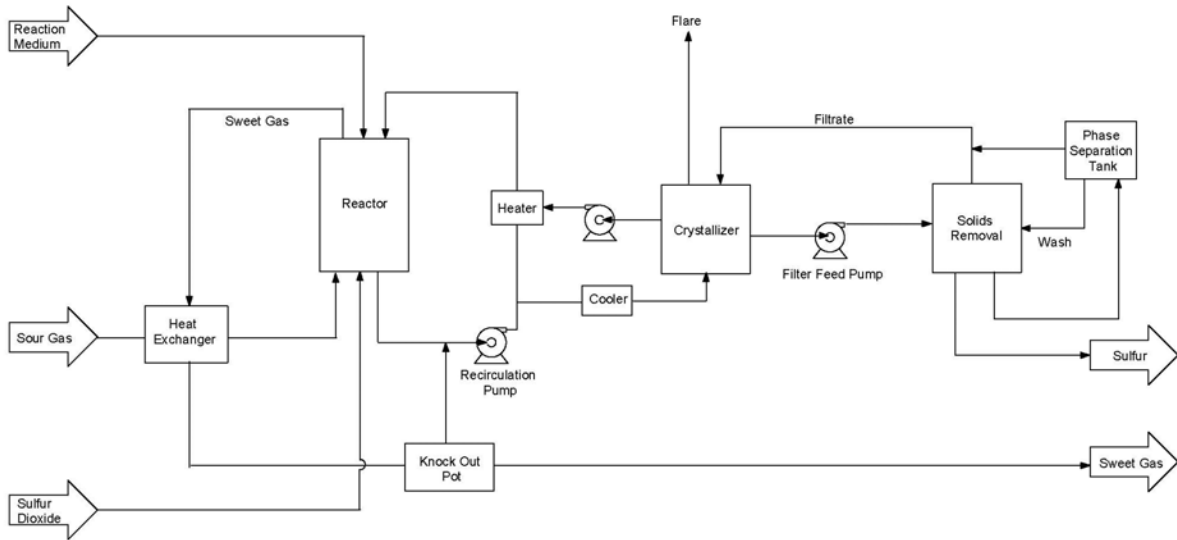 Flare
Reaction
Medium
Sweet Gas
Filtrate
Phase
Separation
Tank
Reactor
Heater
Crystallizer
Solids
Removal
Wash
Filter Feed Pump
Cooler
Sour Gas
Heat
Exchanger
Recirculation
Pump
Sulfur
Knock Out
Pot
Sweet Gas
Sulfur
Dioxide